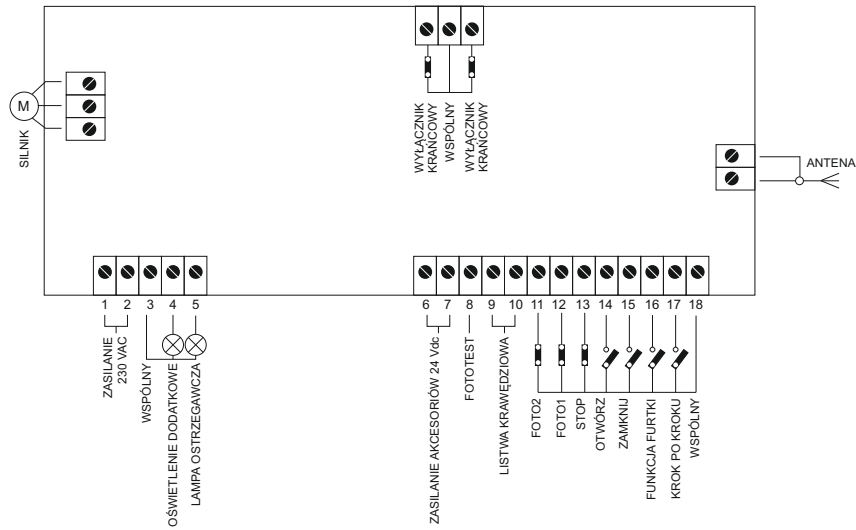 WYŁĄCZNIK
KRAŃCOWY
WSPÓLNY
WYŁĄCZNIK
KRAŃCOWY
M
SILNIK
ANTENA
1 2 3 4 5
6 7 8 9 10 11 12 13 14 15 16 17 18
ZASILANIE
230 VAC
WSPÓLNY
OŚWIETLENIE DODATKOWE
LAMPA OSTRZEGAWCZA
ZASILANIE AKCESORIÓW 24 Vdc
FOTOTEST
LISTWA KRAWĘDZIOWA
FOTO2
FOTO1
STOP
OTWÓRZ
ZAMKNIJ
FUNKCJA FURTKI
KROK PO KROKU
WSPÓLNY